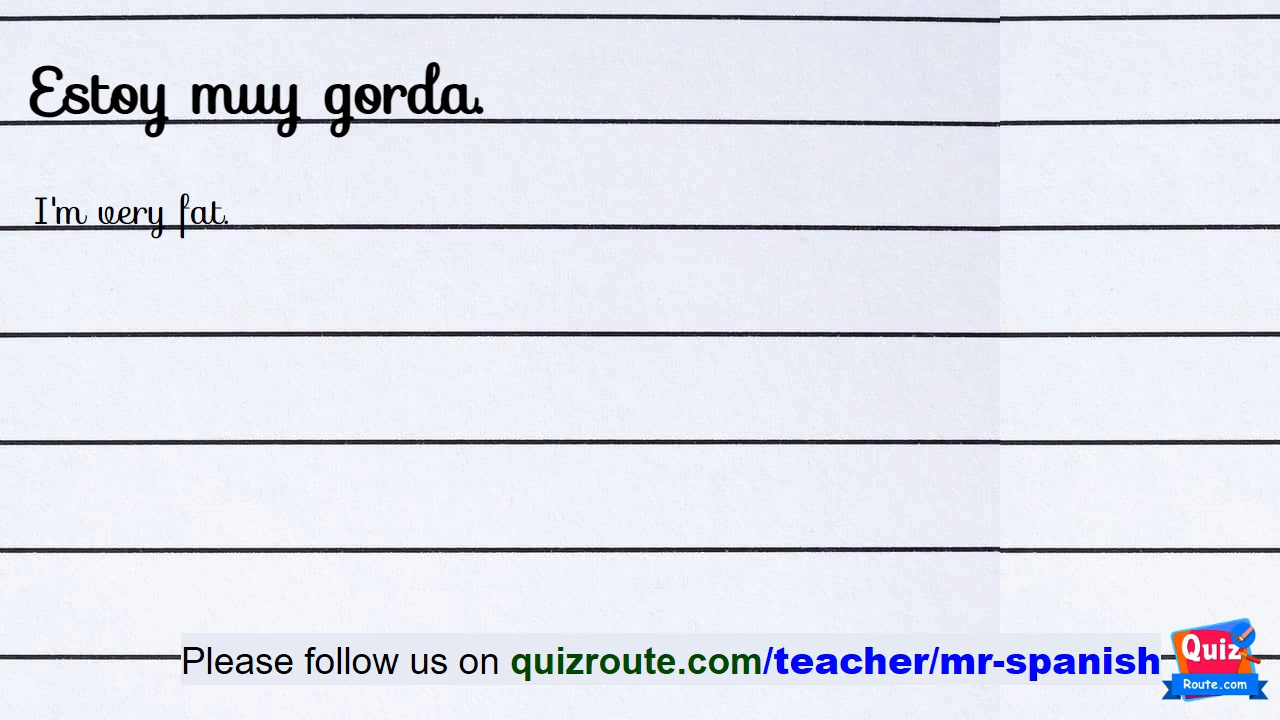 Estoy muy gorda.
I'm very fat.
Please follow us on quizroute.com/teacher/mr-spanish
Quiz
Route.com